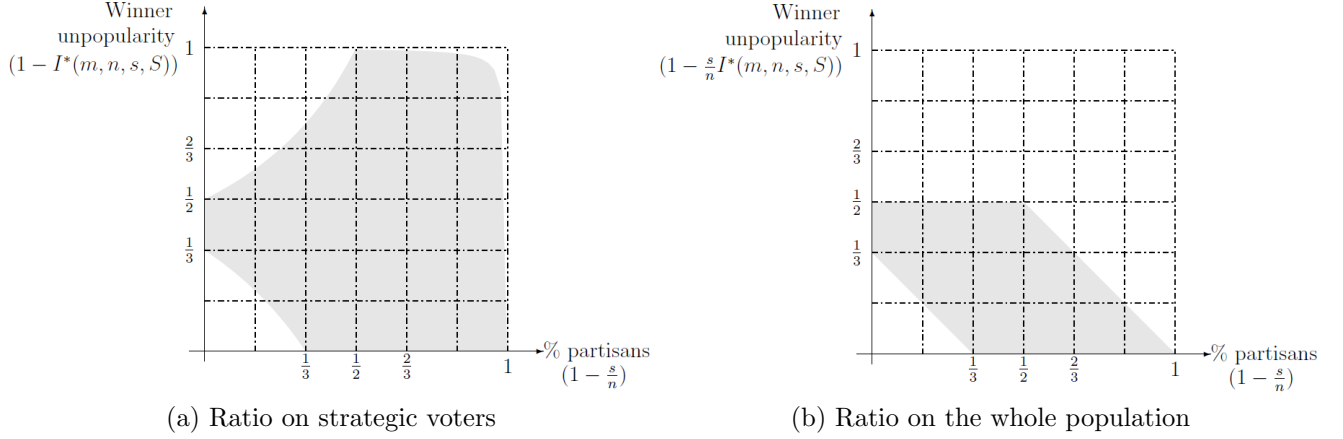 Winner
unpopularity
(1 − I*(m, n, s, S))
1
2/3
1/2
1/3
1/3
1/2
2/3
1
% partisans
(1 − s/n)
(a) Ratio on strategic voters
Winner
unpopularity
(1 − s/n I*(m, n, s, S))
1
2/3
1/2
1/3
1/3
1/2
2/3
1
% partisans
(1 − s/n)
(b) Ratio on the whole population